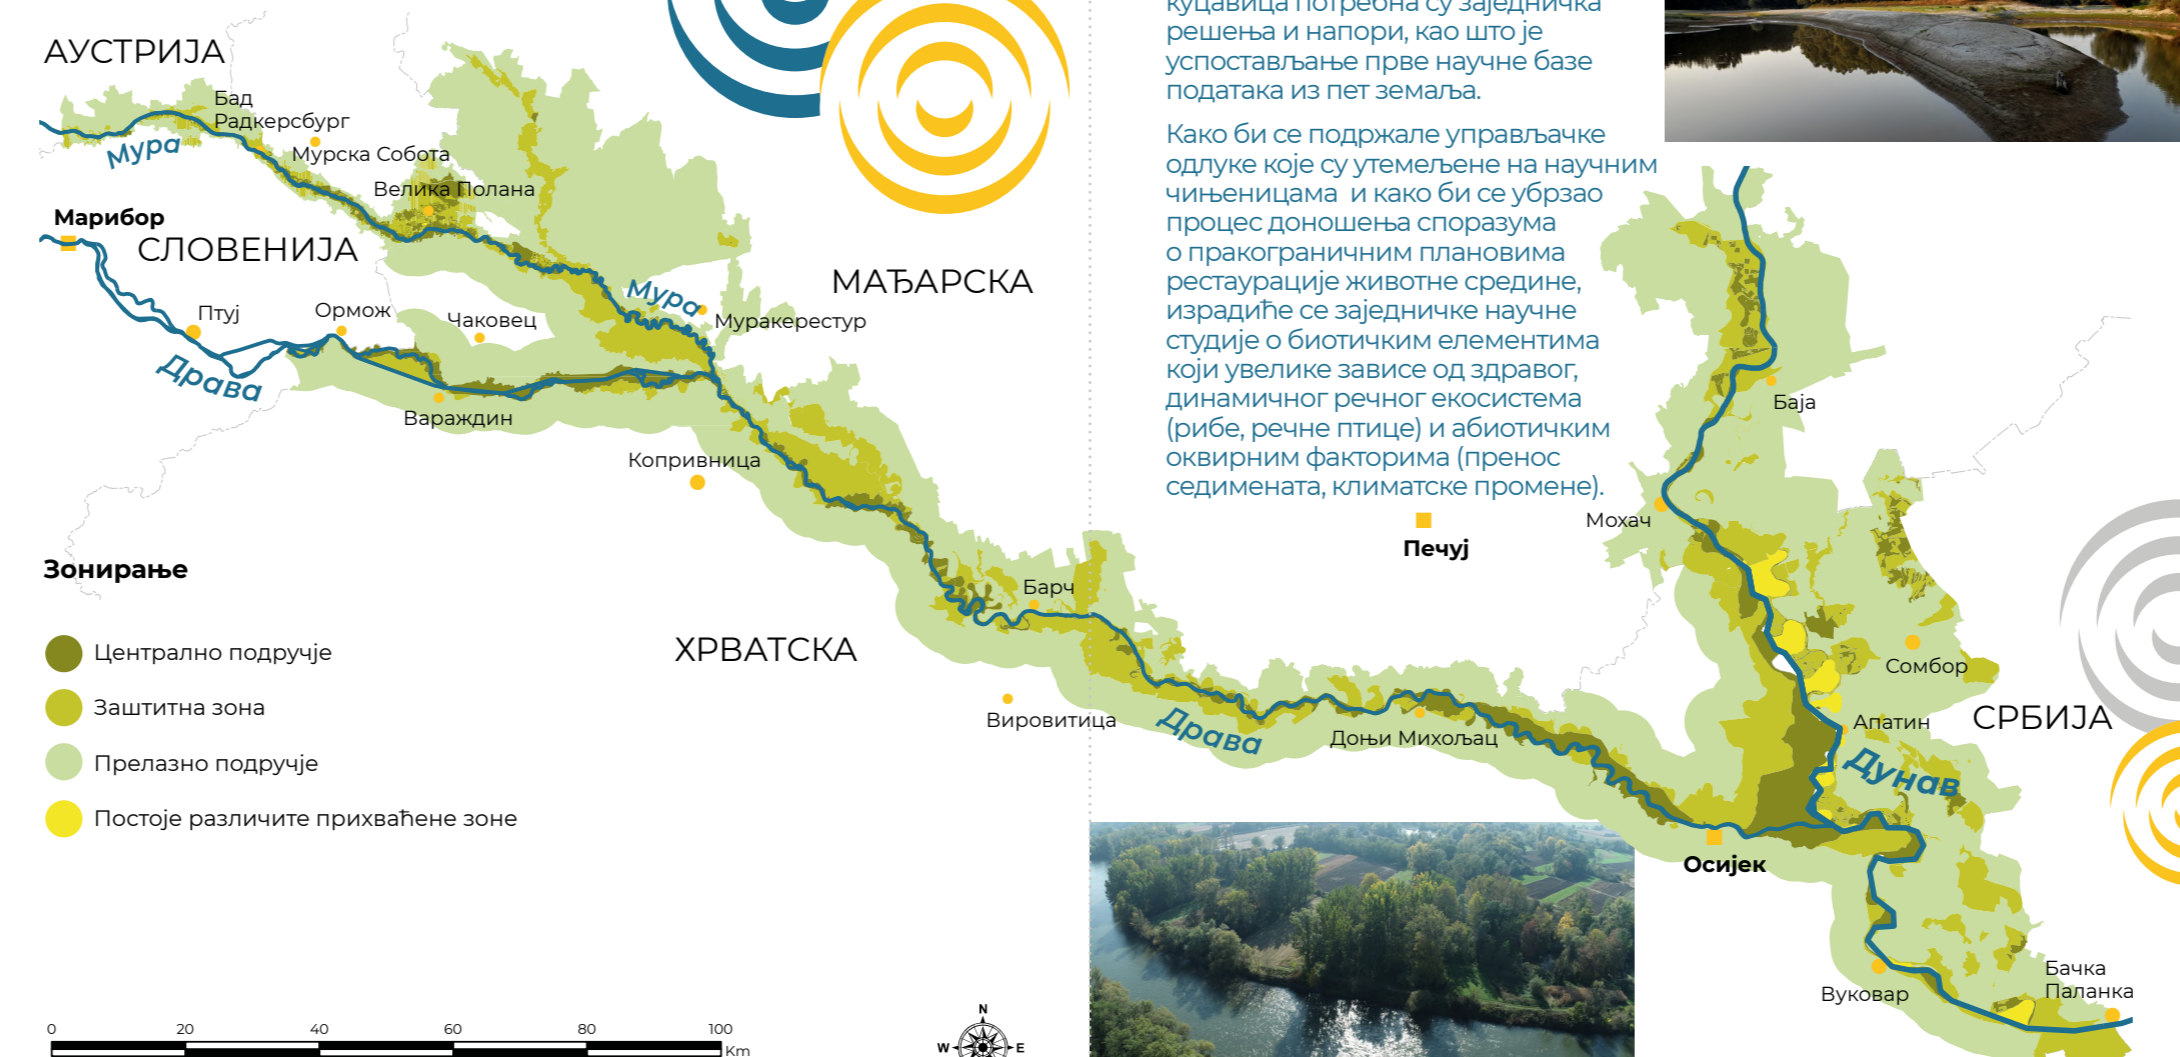 куцавица потребна су заједничка
решења и напори, као што је
успостављање прве научне базе
података из пет земаља.
Како би се подржале управљачке
одлуке које су утемељене на научним
чињеницама и како би се убрзао
процес доношења споразума
о пракограничним плановима
рестаурације животне средине,
израдиће се заједничке научне
студије о биотичким елементима
који увелике зависе од здравог,
динамичног речног екосистема
(рибе, речне птице) и абиотичким
оквирним факторима (пренос
седимената, климатске промене).
АУСТРИЈА
Бад
Радкерсбург
Мура
Мурска Собота
Велика Полана
Марибор
СЛОВЕНИЈА
МАЂАРСКА
Мура
Птуј
Ормож
Чаковец
Муракерестур
Драва
Вараждин
Копривница
Баја
Мохач
Печуј
Барч
ХРВАТСКА
Сомбор
Вировитица
Драва
Доњи Михољац
Апатин
СРБИЈА
Дунав
Осијек
Вуковар
Бачка
Паланка
Зонирање
Централно подручје
Заштитна зона
Прелазно подручје
Постоје различите прихваћене зоне
0 20 40 60 80 100
Km
N
W E